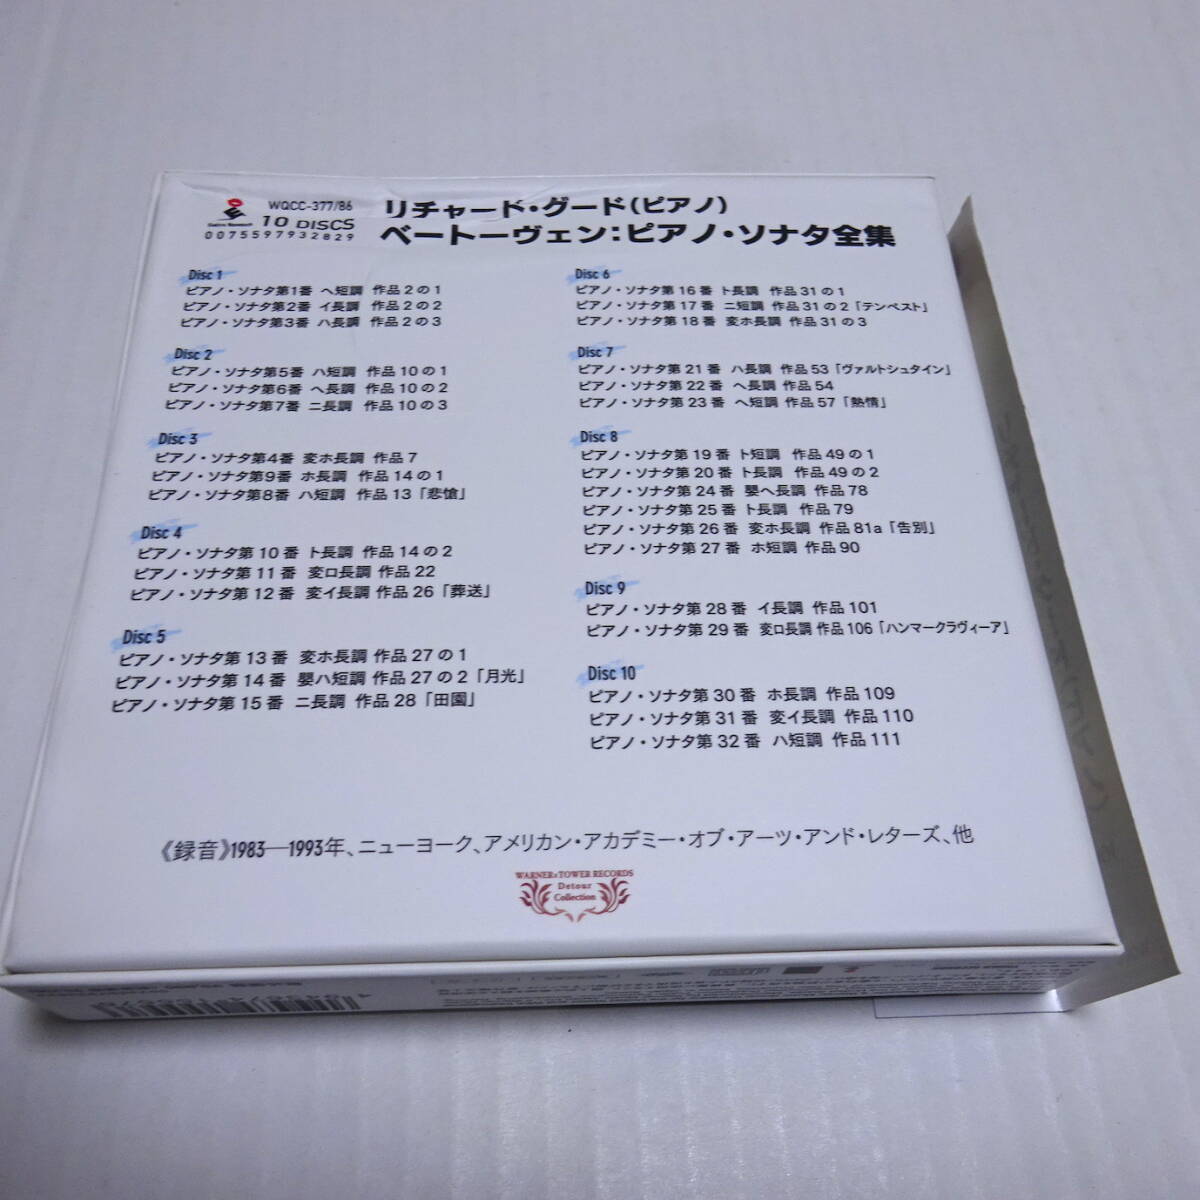 WQCC-377/86
10 DISCS
0075597932829
リチャード・グード(ピアノ)
ベートーヴェン:ピアノ・ソナタ全集
Disc 1
ピアノ・ソナタ第1番 ヘ短調 作品2の1
ピアノ・ソナタ第2番 イ長調 作品2の2
ピアノ・ソナタ第3番 ハ長調 作品2の3
Disc 2
ピアノ・ソナタ第5番 ハ短調 作品10の1
ピアノ・ソナタ第6番 ヘ長調 作品10の2
ピアノ・ソナタ第7番 ニ長調 作品10の3
Disc 3
ピアノ・ソナタ第4番 変ホ長調 作品7
ピアノ・ソナタ第9番 ホ長調 作品14の1
ピアノ・ソナタ第8番 ハ短調 作品13「悲愴」
Disc 4
ピアノ・ソナタ第10番 ト長調 作品14の2
ピアノ・ソナタ第11番 変ロ長調 作品22
ピアノ・ソナタ第12番 変イ長調 作品26「葬送」
Disc 5
ピアノ・ソナタ第13番 変ホ長調 作品27の1
ピアノ・ソナタ第14番 嬰ハ短調 作品27の2「月光」
ピアノ・ソナタ第15番 ニ長調 作品28「田園」
Disc 6
ピアノ・ソナタ第16番 ト長調 作品31の1
ピアノ・ソナタ第17番 ニ短調 作品31の2「テンペスト」
ピアノ・ソナタ第18番 変ホ長調 作品31の3
Disc 7
ピアノ・ソナタ第21番 ハ長調 作品53「ヴァルトシュタイン」
ピアノ・ソナタ第22番 ヘ長調 作品54
ピアノ・ソナタ第23番 ヘ短調 作品57「熱情」
Disc 8
ピアノ・ソナタ第19番 ト短調 作品49の1
ピアノ・ソナタ第20番 ト長調 作品49の2
ピアノ・ソナタ第24番 嬰ヘ長調 作品78
ピアノ・ソナタ第25番 ト長調 作品79
ピアノ・ソナタ第26番 変ホ長調 作品81a「告別」
ピアノ・ソナタ第27番 ホ短調 作品90
Disc 9
ピアノ・ソナタ第28番 イ長調 作品101
ピアノ・ソナタ第29番 変ロ長調 作品106「ハンマークラヴィーア」
Disc 10
ピアノ・ソナタ第30番 ホ長調 作品109
ピアノ・ソナタ第31番 変イ長調 作品110
ピアノ・ソナタ第32番 ハ短調 作品111
《録音》1983—1993年、ニューヨーク、アメリカン・アカデミー・オブ・アーツ・アンド・レターズ、他
WARNER×TOWER RECORDS
Detour
Collection